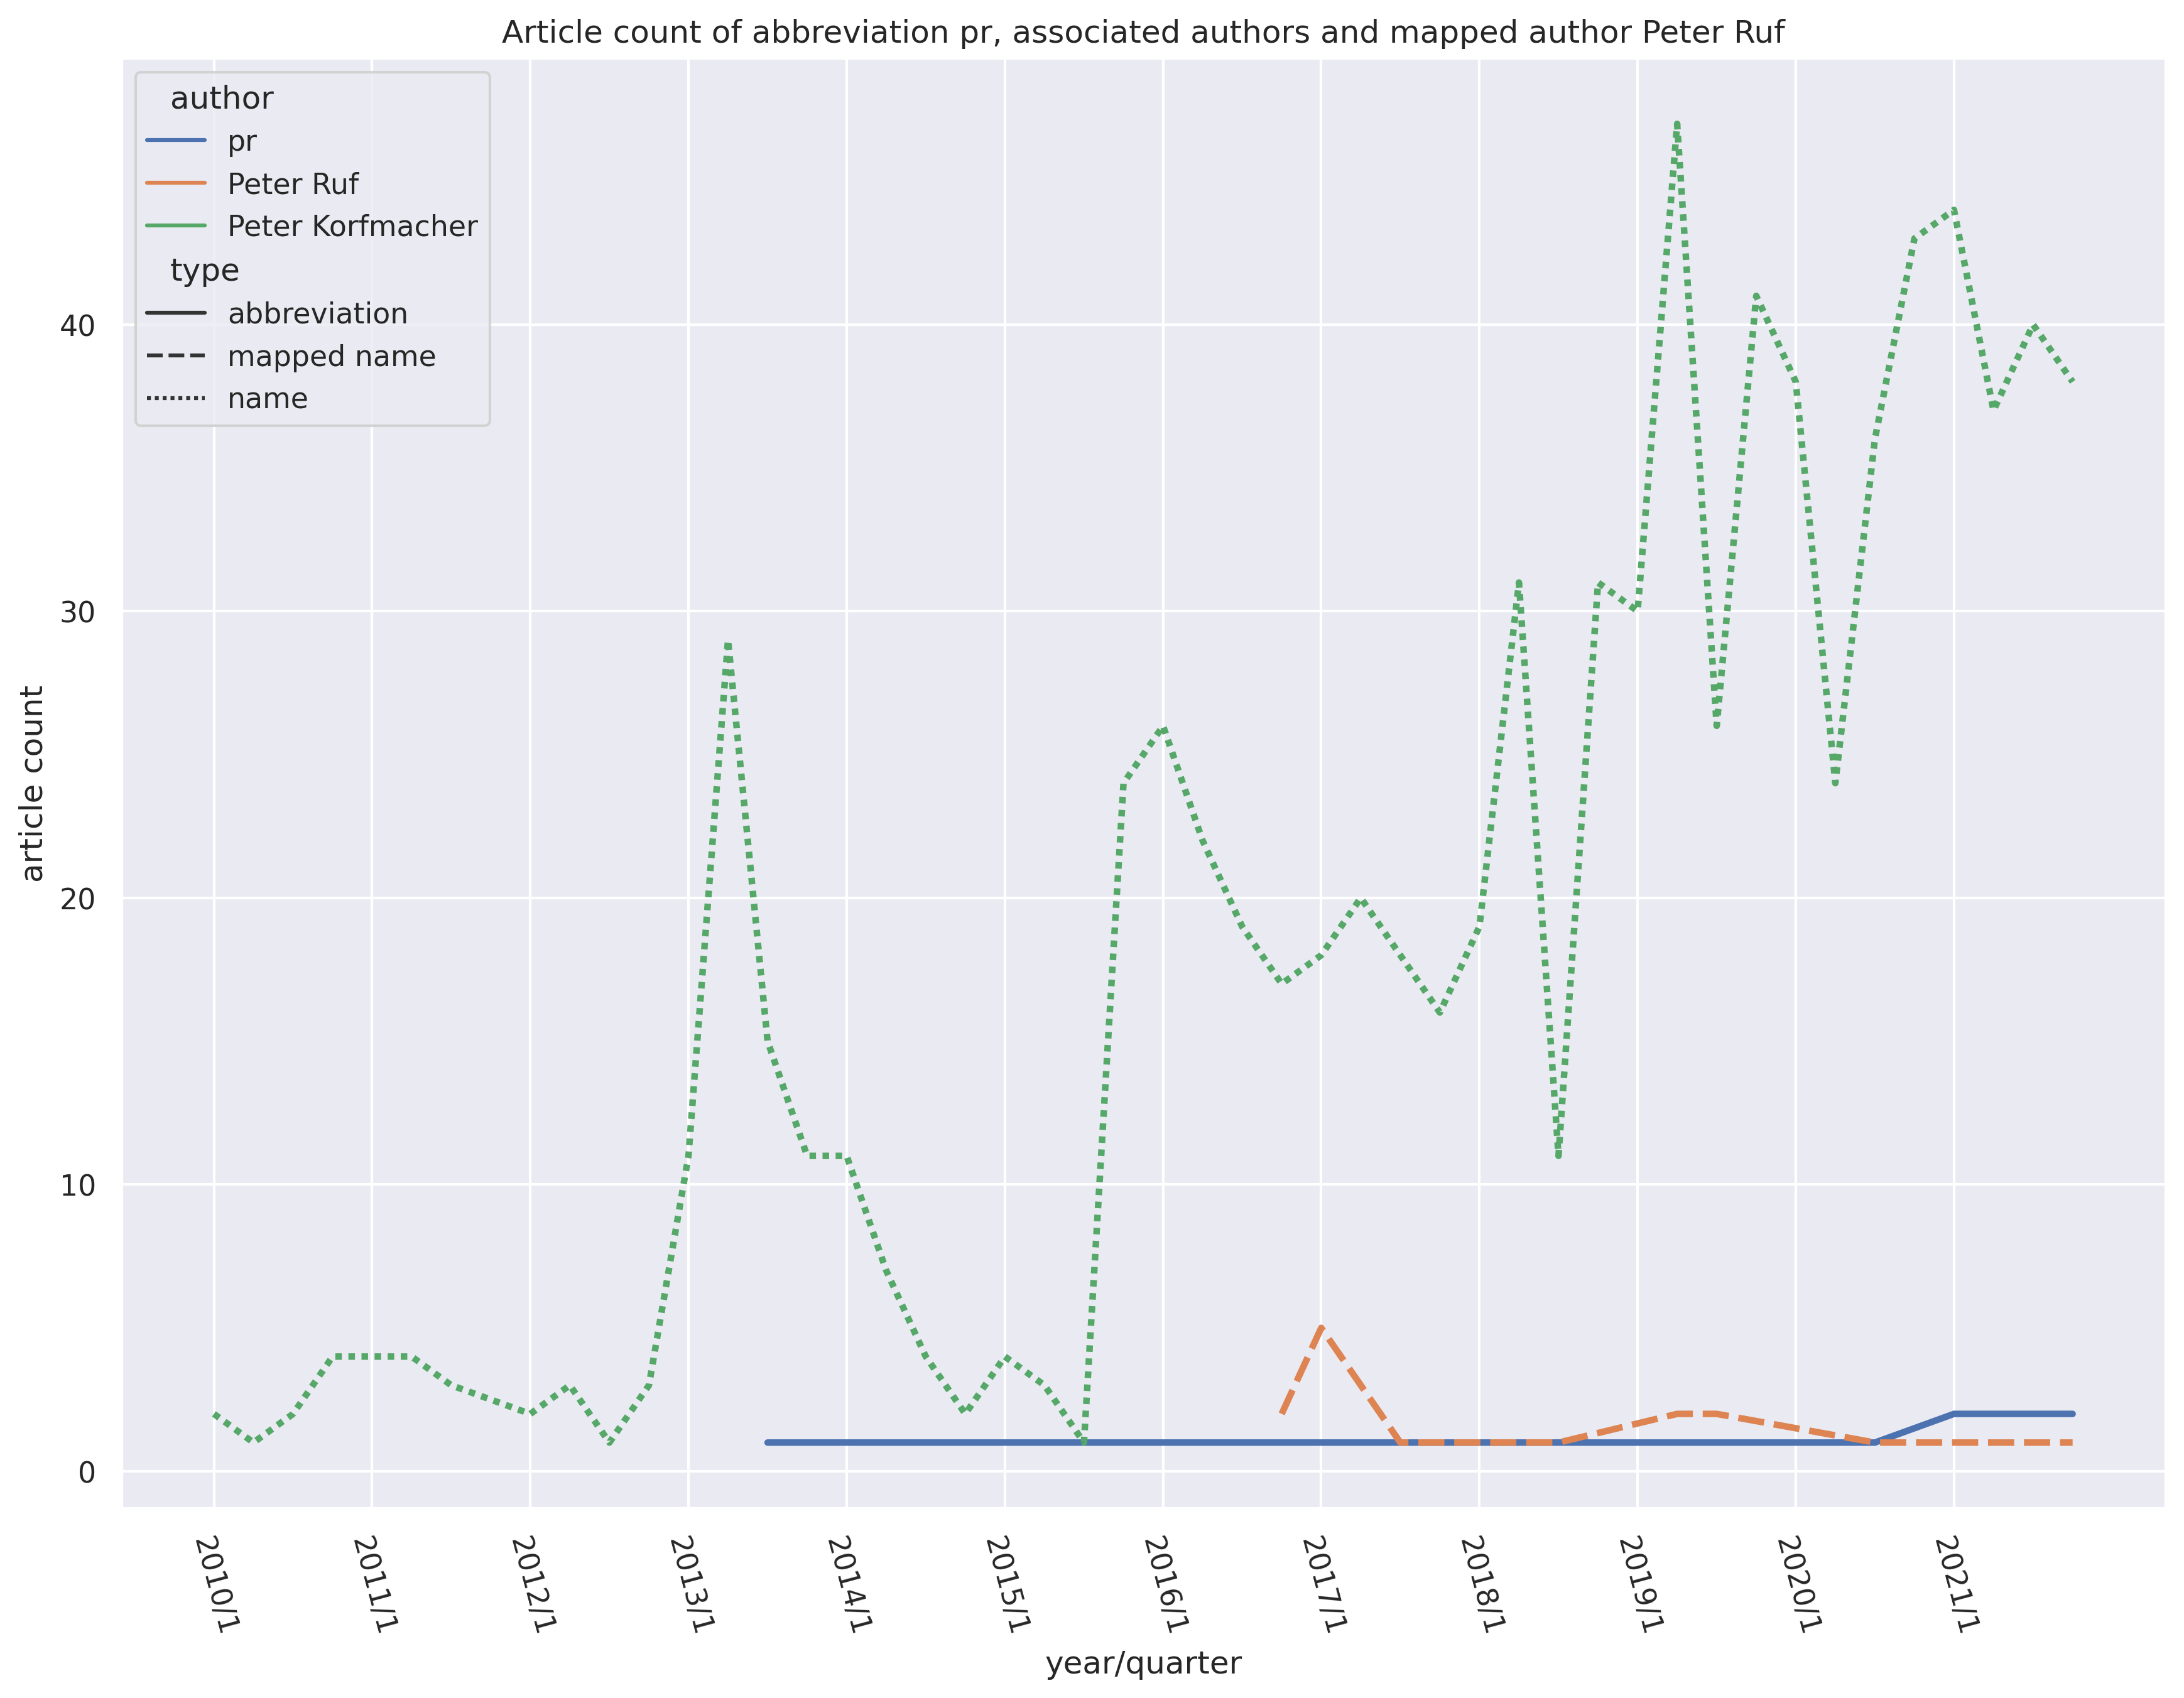 Article count of abbreviation pr, associated authors and mapped author Peter Ruf
author
pr
Peter Ruf
Peter Korfmacher
type
abbreviation
mapped name
name
article count
40
30
20
10
0
2010/1
2011/1
2012/1
2013/1
2014/1
2015/1
2016/1
2017/1
2018/1
2019/1
2020/1
2021/1
year/quarter